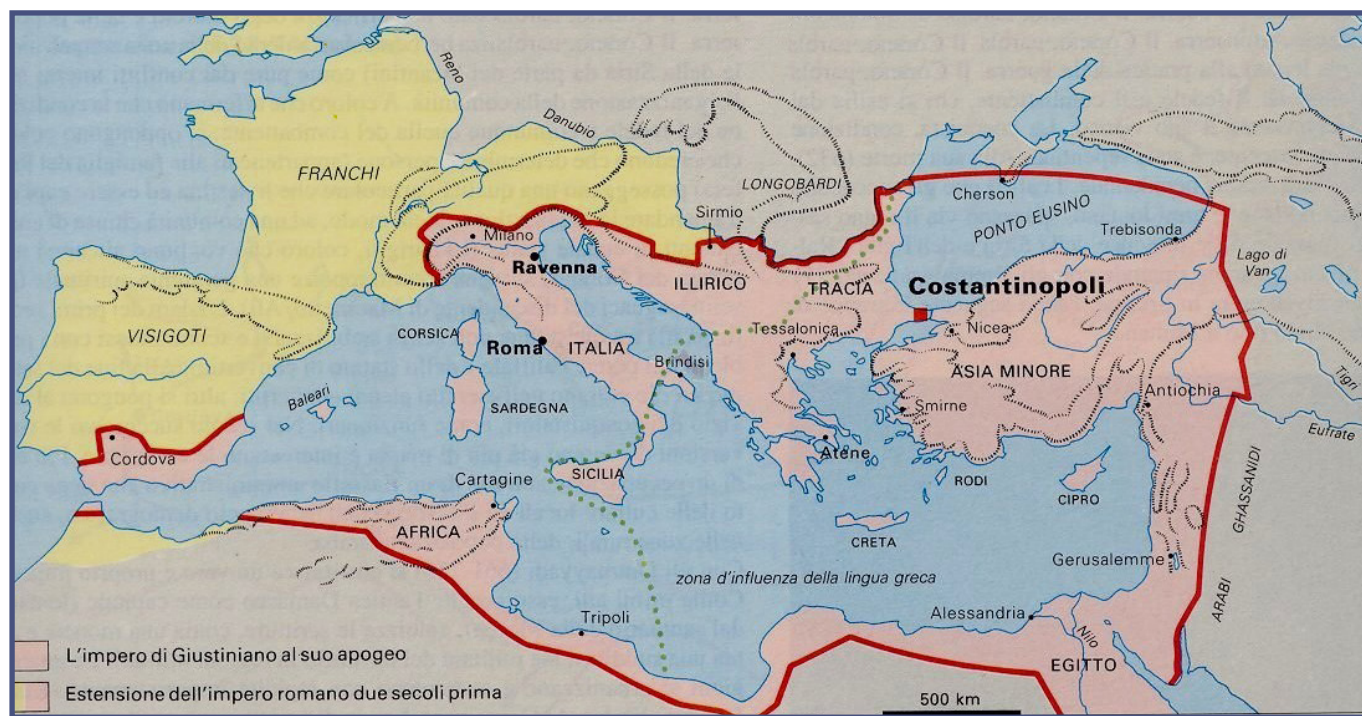 Reno
Danubio
FRANCHI
LONGOBARDI
Cherson
Sirmio
PONTO EUSINO
Milano
Trebisonda
Ravenna
Lago di
Van
ILLIRICO
TRACIA
Costantinopoli
VISIGOTI
CORSICA
Tessalonica
Nicea
Roma
ITALIA
Brindisi
ASIA MINORE
Tigri
Baleari
SARDEGNA
Antiochia
Smirne
Eufrate
Cordova
Atene
SICILIA
RODI
CIPRO
Cartagine
GHASSANIDI
AFRICA
CRETA
Gerusalemme
zona d'influenza della lingua greca
ARABI
Tripoli
Alessandria
Nilo
L'impero di Giustiniano al suo apogeo
EGITTO
Estensione dell'impero romano due secoli prima
500 km